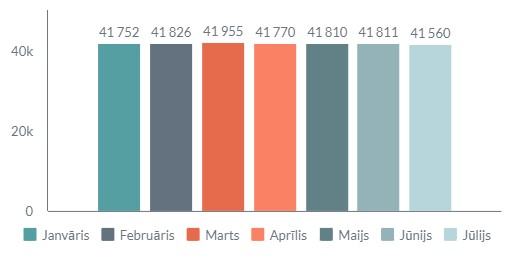 41 752 41 826 41 955 41 770 41 810 41 811 41 560
40k
20k
0
Janvāris Februāris Marts Aprīlis Maijs Jūnijs Jūlijs